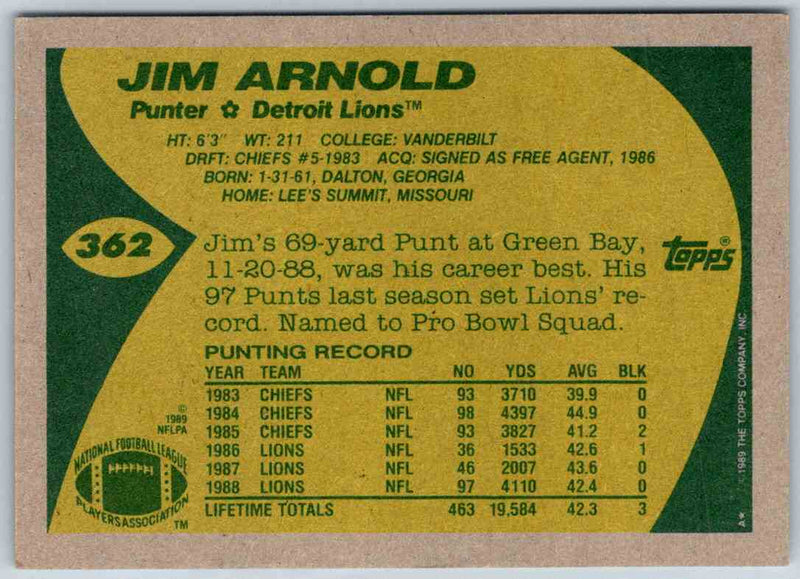 JIM ARNOLD
Punter ✩ Detroit Lions™
HT: 6'3" WT: 211 COLLEGE: VANDERBILT
DRFT: CHIEFS #5-1983 ACQ: SIGNED AS FREE AGENT, 1986
BORN: 1-31-61, DALTON, GEORGIA
HOME: LEE'S SUMMIT, MISSOURI
362
Jim's 69-yard Punt at Green Bay,
11-20-88, was his career best. His
97 Punts last season set Lions' re-
cord. Named to Pro Bowl Squad.
topps®
PUNTING RECORD
YEAR TEAM NO YDS AVG BLK
1983 CHIEFS NFL 93 3710 39.9 0
1984 CHIEFS NFL 98 4397 44.9 0
1985 CHIEFS NFL 93 3827 41.2 2
1986 LIONS NFL 36 1533 42.6 1
1987 LIONS NFL 46 2007 43.6 0
1988 LIONS NFL 97 4110 42.4 0
LIFETIME TOTALS 463 19,584 42.3 3
©
1989
NFLPA
NATIONAL FOOTBALL LEAGUE
PLAYERS ASSOCIATION
™
A* 1989 THE TOPPS COMPANY, INC.